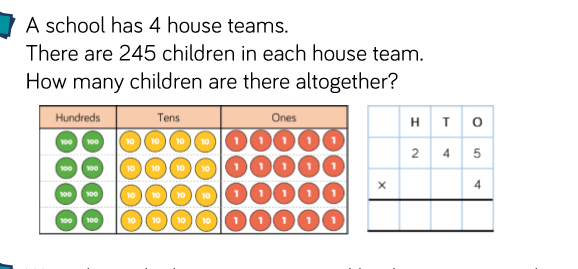 A school has 4 house teams.
There are 245 children in each house team.
How many children are there altogether?
Hundreds Tens Ones
100 100 10 10 10 10 1 1 1 1 1
100 100 10 10 10 10 1 1 1 1 1
100 100 10 10 10 10 1 1 1 1 1
100 100 10 10 10 10 1 1 1 1 1
H T O
2 4 5
× 4